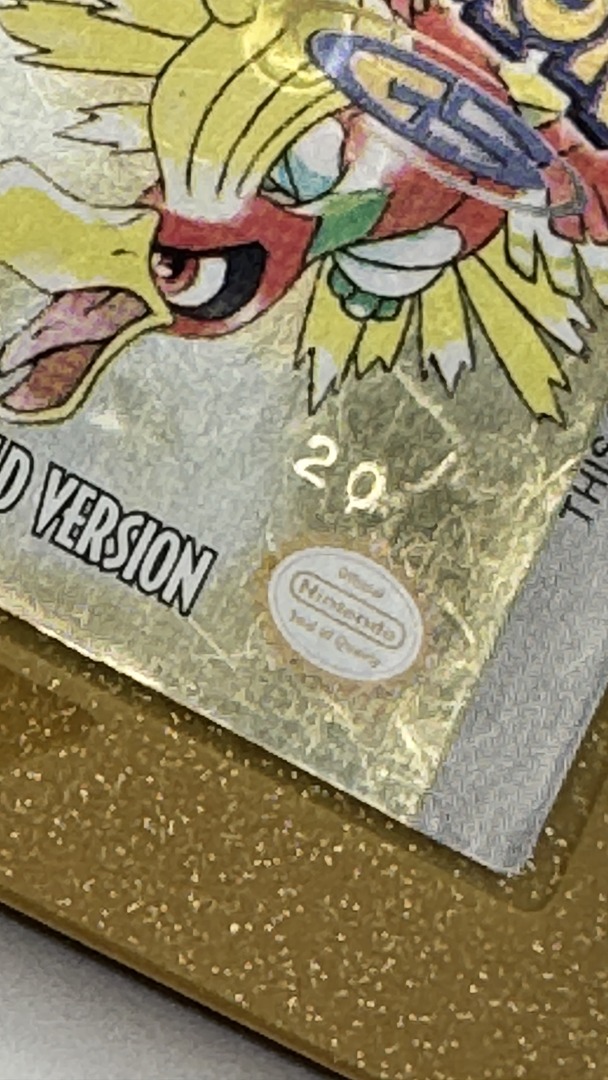 VERSION
20
Official
Nintendo
Seal of Quality
THIS